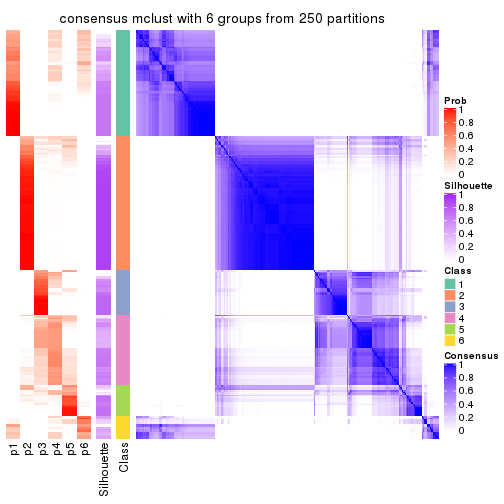 consensus mclust with 6 groups from 250 partitions
Prob
1
0.8
0.6
0.4
0.2
0
Silhouette
1
0.8
0.6
0.4
0.2
0
Class
1
2
3
4
5
6
Consensus
1
0.8
0.6
0.4
0.2
0
p1
p2
p3
p4
p5
p6
Silhouette
Class